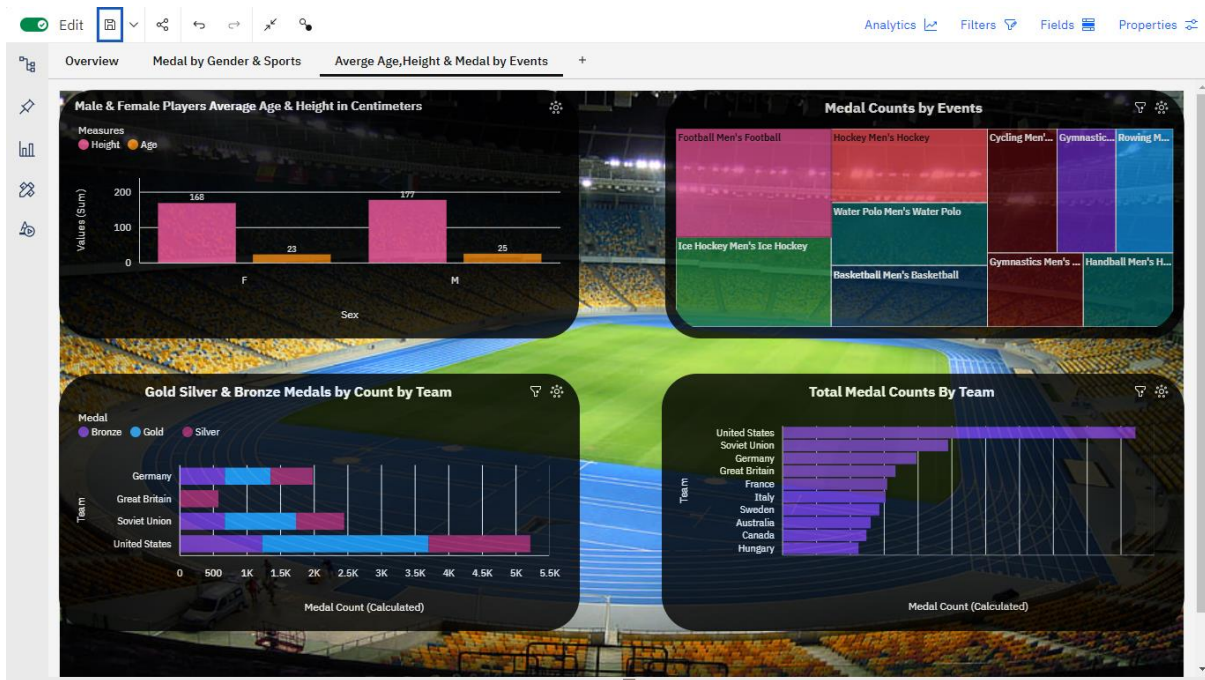 Edit
Analytics Filters Fields Properties
Overview Medal by Gender & Sports Averge Age,Height & Medal by Events +
Male & Female Players Average Age & Height in Centimeters
Measures
Height Age
Values (Sum)
200
100
0
168
23
177
25
F M
Sex
Medal Counts by Events
Football Men's Football
Hockey Men's Hockey
Cycling Men'...
Gymnastic...
Rowing M...
Water Polo Men's Water Polo
Ice Hockey Men's Ice Hockey
Basketball Men's Basketball
Gymnastics Men's ...
Handball Men's H...
Gold Silver & Bronze Medals by Count by Team
Medal
Bronze Gold Silver
Team
Germany
Great Britain
Soviet Union
United States
0 500 1K 1.5K 2K 2.5K 3K 3.5K 4K 4.5K 5K 5.5K
Medal Count (Calculated)
Total Medal Counts By Team
Team
United States
Soviet Union
Germany
Great Britain
France
Italy
Sweden
Australia
Canada
Hungary
Medal Count (Calculated)